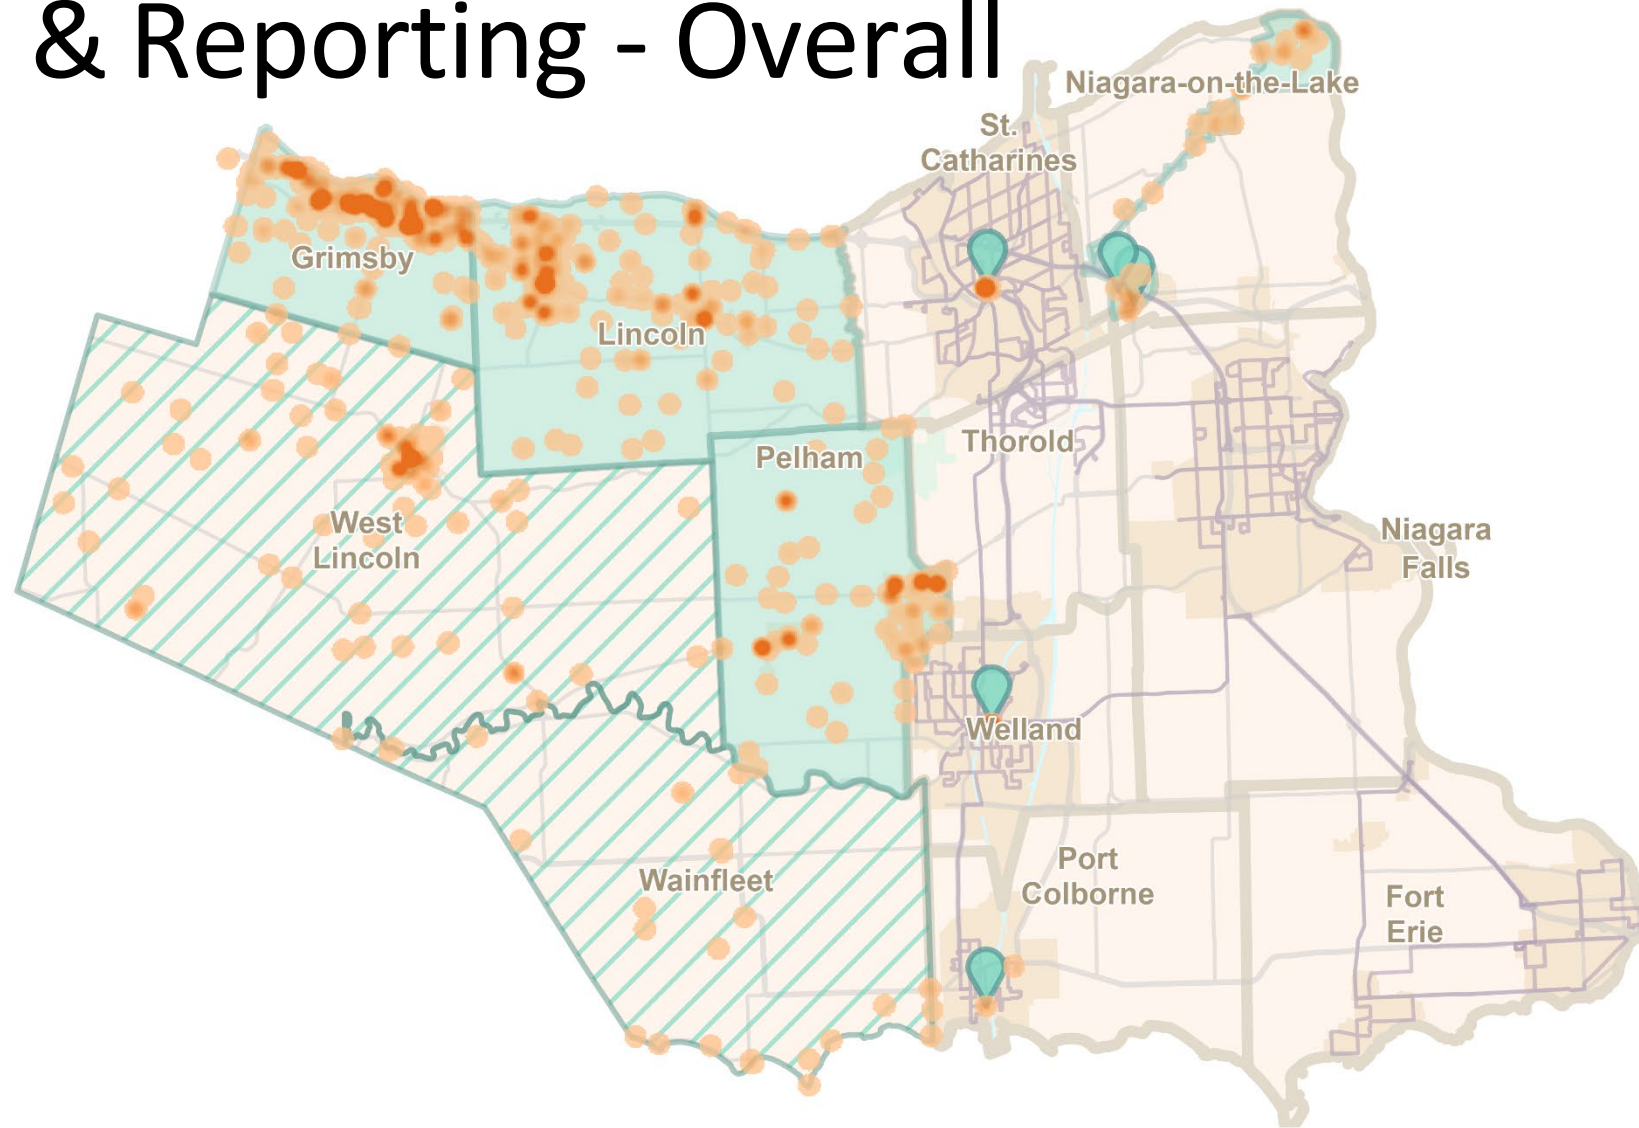 & Reporting - Overall
Niagara-on-the-Lake
St.
Catharines
Grimsby
Lincoln
Thorold
Pelham
West
Lincoln
Niagara
Falls
Welland
Wainfleet
Port
Colborne
Fort
Erie